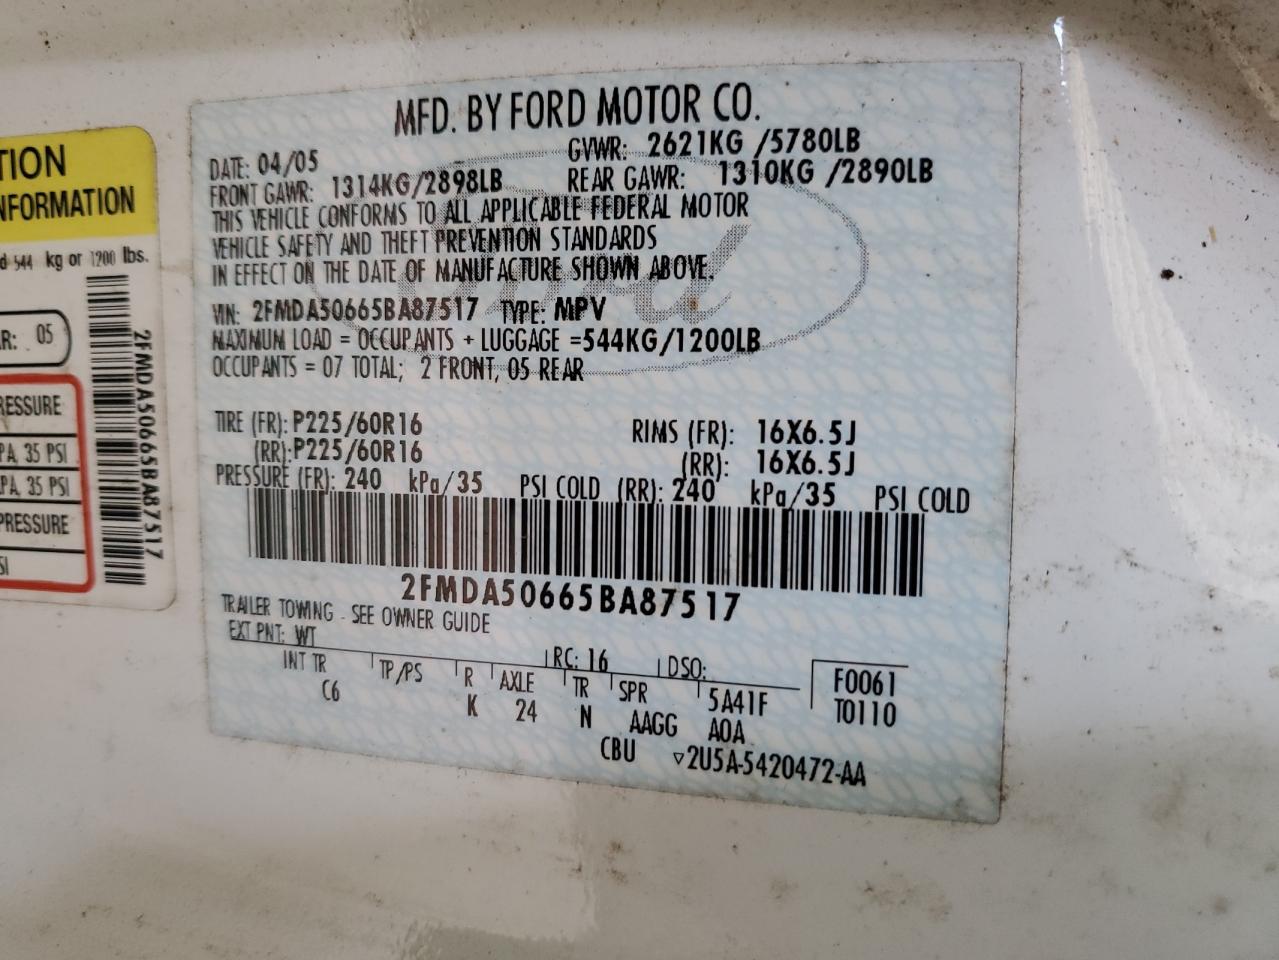 TION
NFORMATION
d 544 kg or 1200 lbs.
R: 05
RESSURE
PA, 35 PSI
PA, 35 PSI
PRESSURE
SI
2FMDA50665BA87517
MFD. BY FORD MOTOR CO.
DATE: 04/05 GVWR: 2621KG /5780LB
FRONT GAWR: 1314KG/2898LB REAR GAWR: 1310KG /2890LB
THIS VEHICLE CONFORMS TO ALL APPLICABLE FEDERAL MOTOR
VEHICLE SAFETY AND THEFT PREVENTION STANDARDS
IN EFFECT ON THE DATE OF MANUFACTURE SHOWN ABOVE.
Ford
VIN: 2FMDA50665BA87517 TYPE: MPV
MAXIMUM LOAD = OCCUPANTS + LUGGAGE =544KG/1200LB
OCCUPANTS = 07 TOTAL; 2 FRONT, 05 REAR
TIRE (FR): P225/60R16 RIMS (FR): 16X6.5J
(RR):P225/60R16 (RR): 16X6.5J
PRESSURE (FR): 240 kPa/35 PSI COLD (RR): 240 kPa/35 PSI COLD
2FMDA50665BA87517
TRAILER TOWING - SEE OWNER GUIDE
EXT PNT: WT RC: 16 DSO: F0061
INT TR TP/PS R AXLE TR SPR 5A41F T0110
C6 K 24 N AAGG AOA
CBU ▿2U5A-5420472-AA